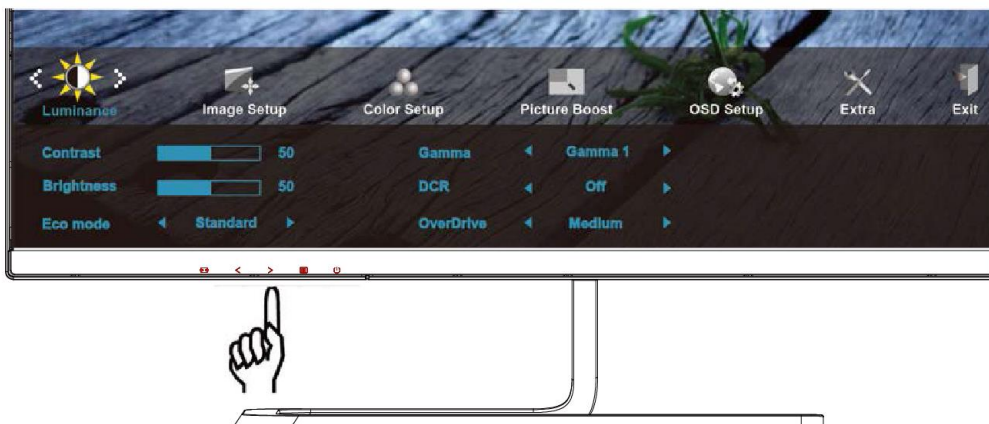 Luminance Image Setup Color Setup Picture Boost OSD Setup Extra Exit
Contrast 50 Gamma Gamma 1
Brightness 50 DCR Off
Eco mode Standard OverDrive Medium